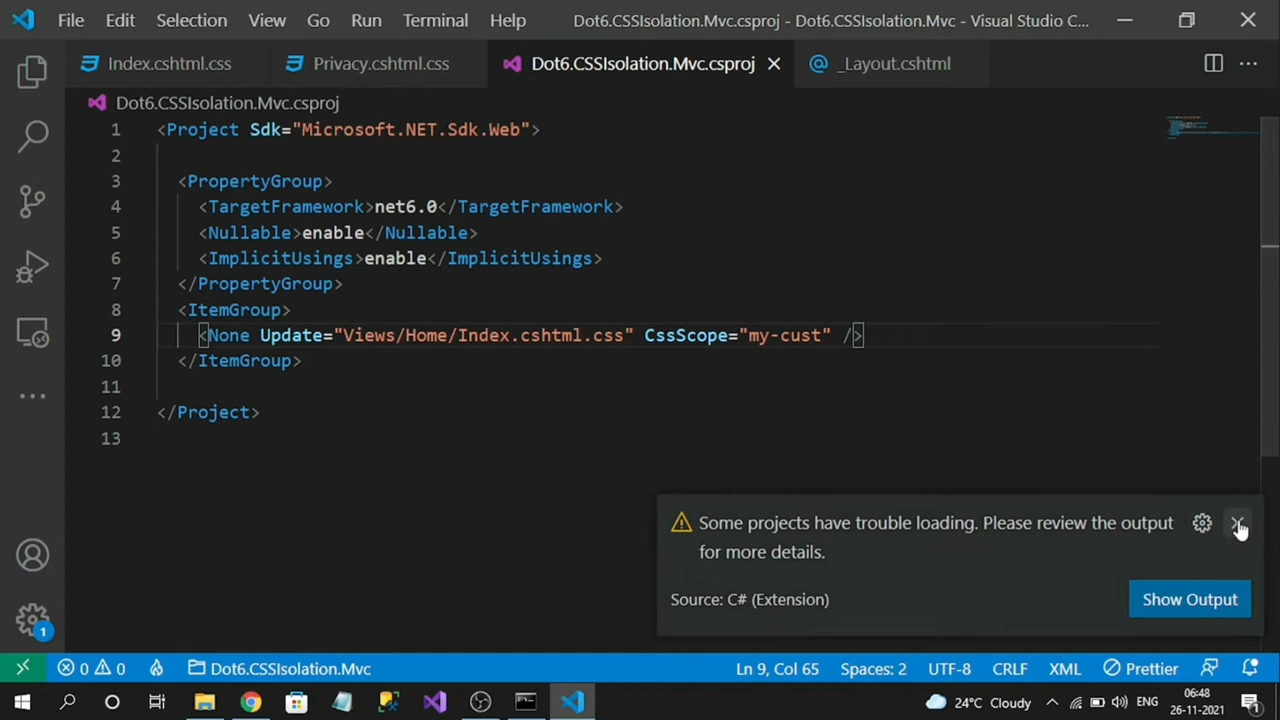 File Edit Selection View Go Run Terminal Help Dot6.CSSIsolation.Mvc.csproj - Dot6.CSSIsolation.Mvc - Visual Studio C...
Index.cshtml.css Privacy.cshtml.css Dot6.CSSIsolation.Mvc.csproj @ _Layout.cshtml ...
Dot6.CSSIsolation.Mvc.csproj
1 <Project Sdk="Microsoft.NET.Sdk.Web">
2
3 <PropertyGroup>
4 <TargetFramework>net6.0</TargetFramework>
5 <Nullable>enable</Nullable>
6 <ImplicitUsings>enable</ImplicitUsings>
7 </PropertyGroup>
8 <ItemGroup>
9 <None Update="Views/Home/Index.cshtml.css" CssScope="my-cust" />
10 </ItemGroup>
11
12 </Project>
13
Some projects have trouble loading. Please review the output
for more details.
Source: C# (Extension) Show Output
1
0 0 Dot6.CSSIsolation.Mvc Ln 9, Col 65 Spaces: 2 UTF-8 CRLF XML Prettier
24°C Cloudy ENG 06:48
26-11-2021 1